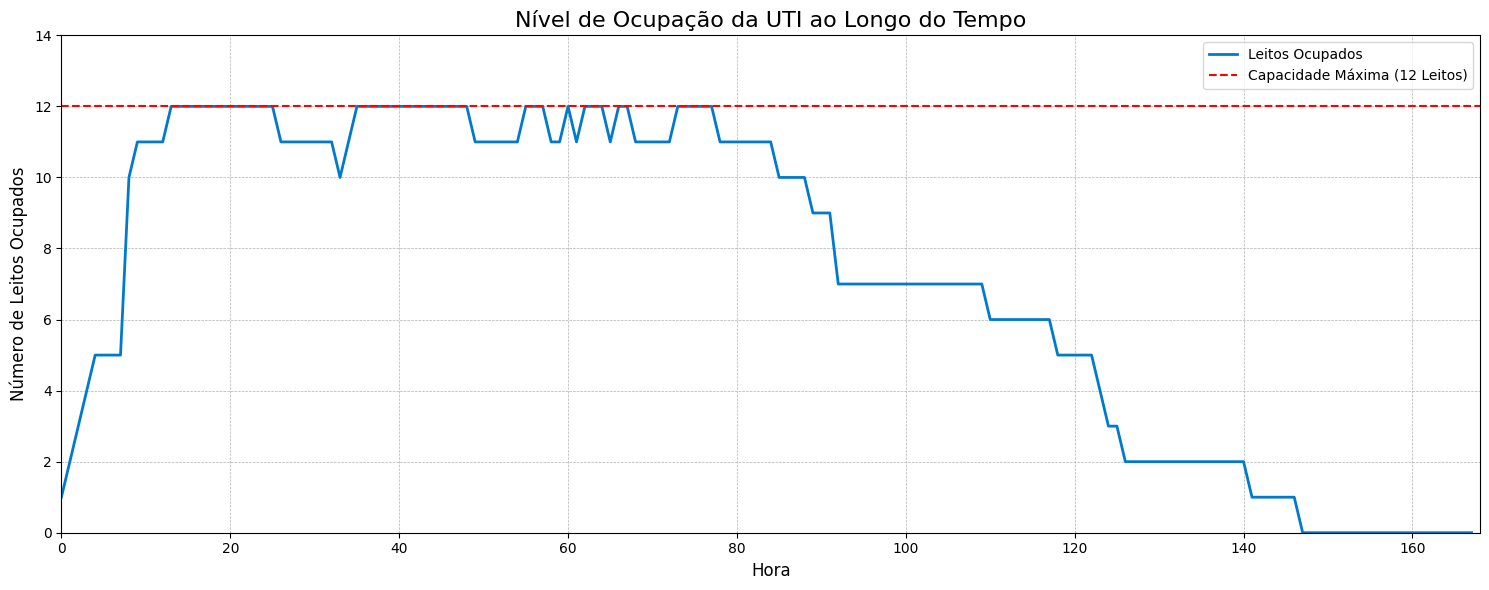 Nível de Ocupação da UTI ao Longo do Tempo
Leitos Ocupados
Capacidade Máxima (12 Leitos)
Número de Leitos Ocupados
14
12
10
8
6
4
2
0
0 20 40 60 80 100 120 140 160
Hora